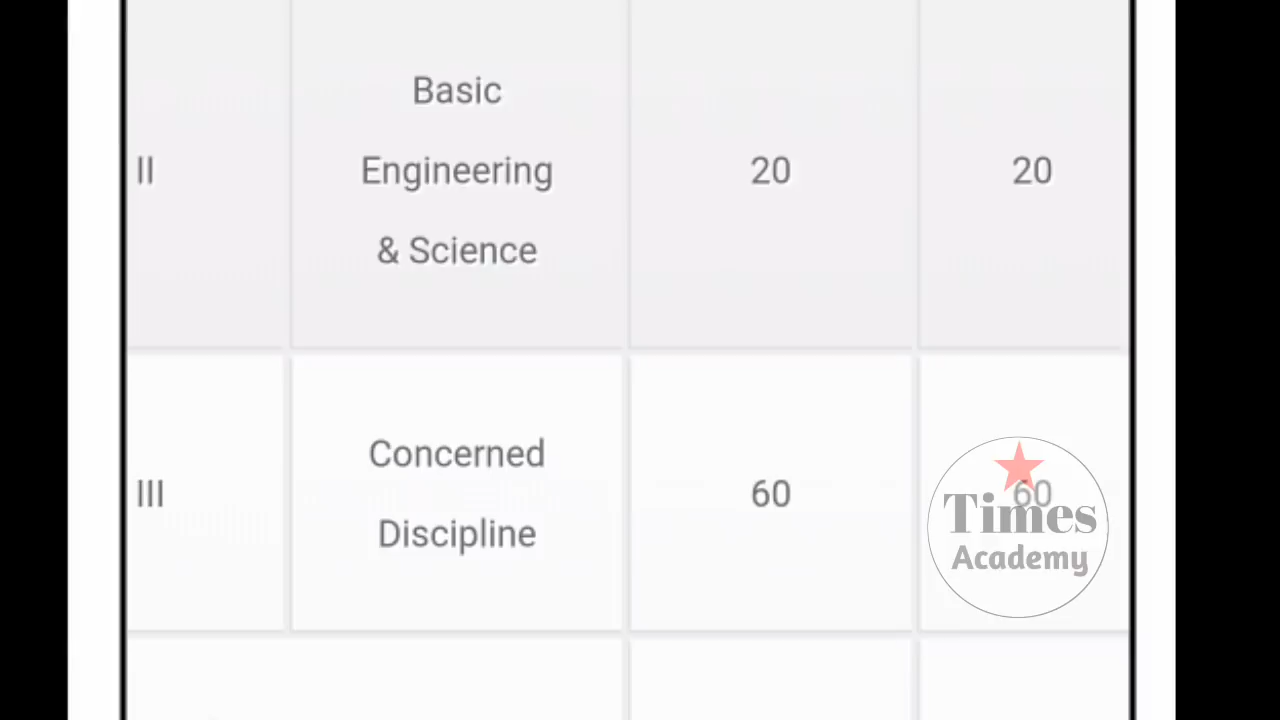 Basic
Engineering
& Science
II
20
20
Concerned
Discipline
III
60
60
Times
Academy